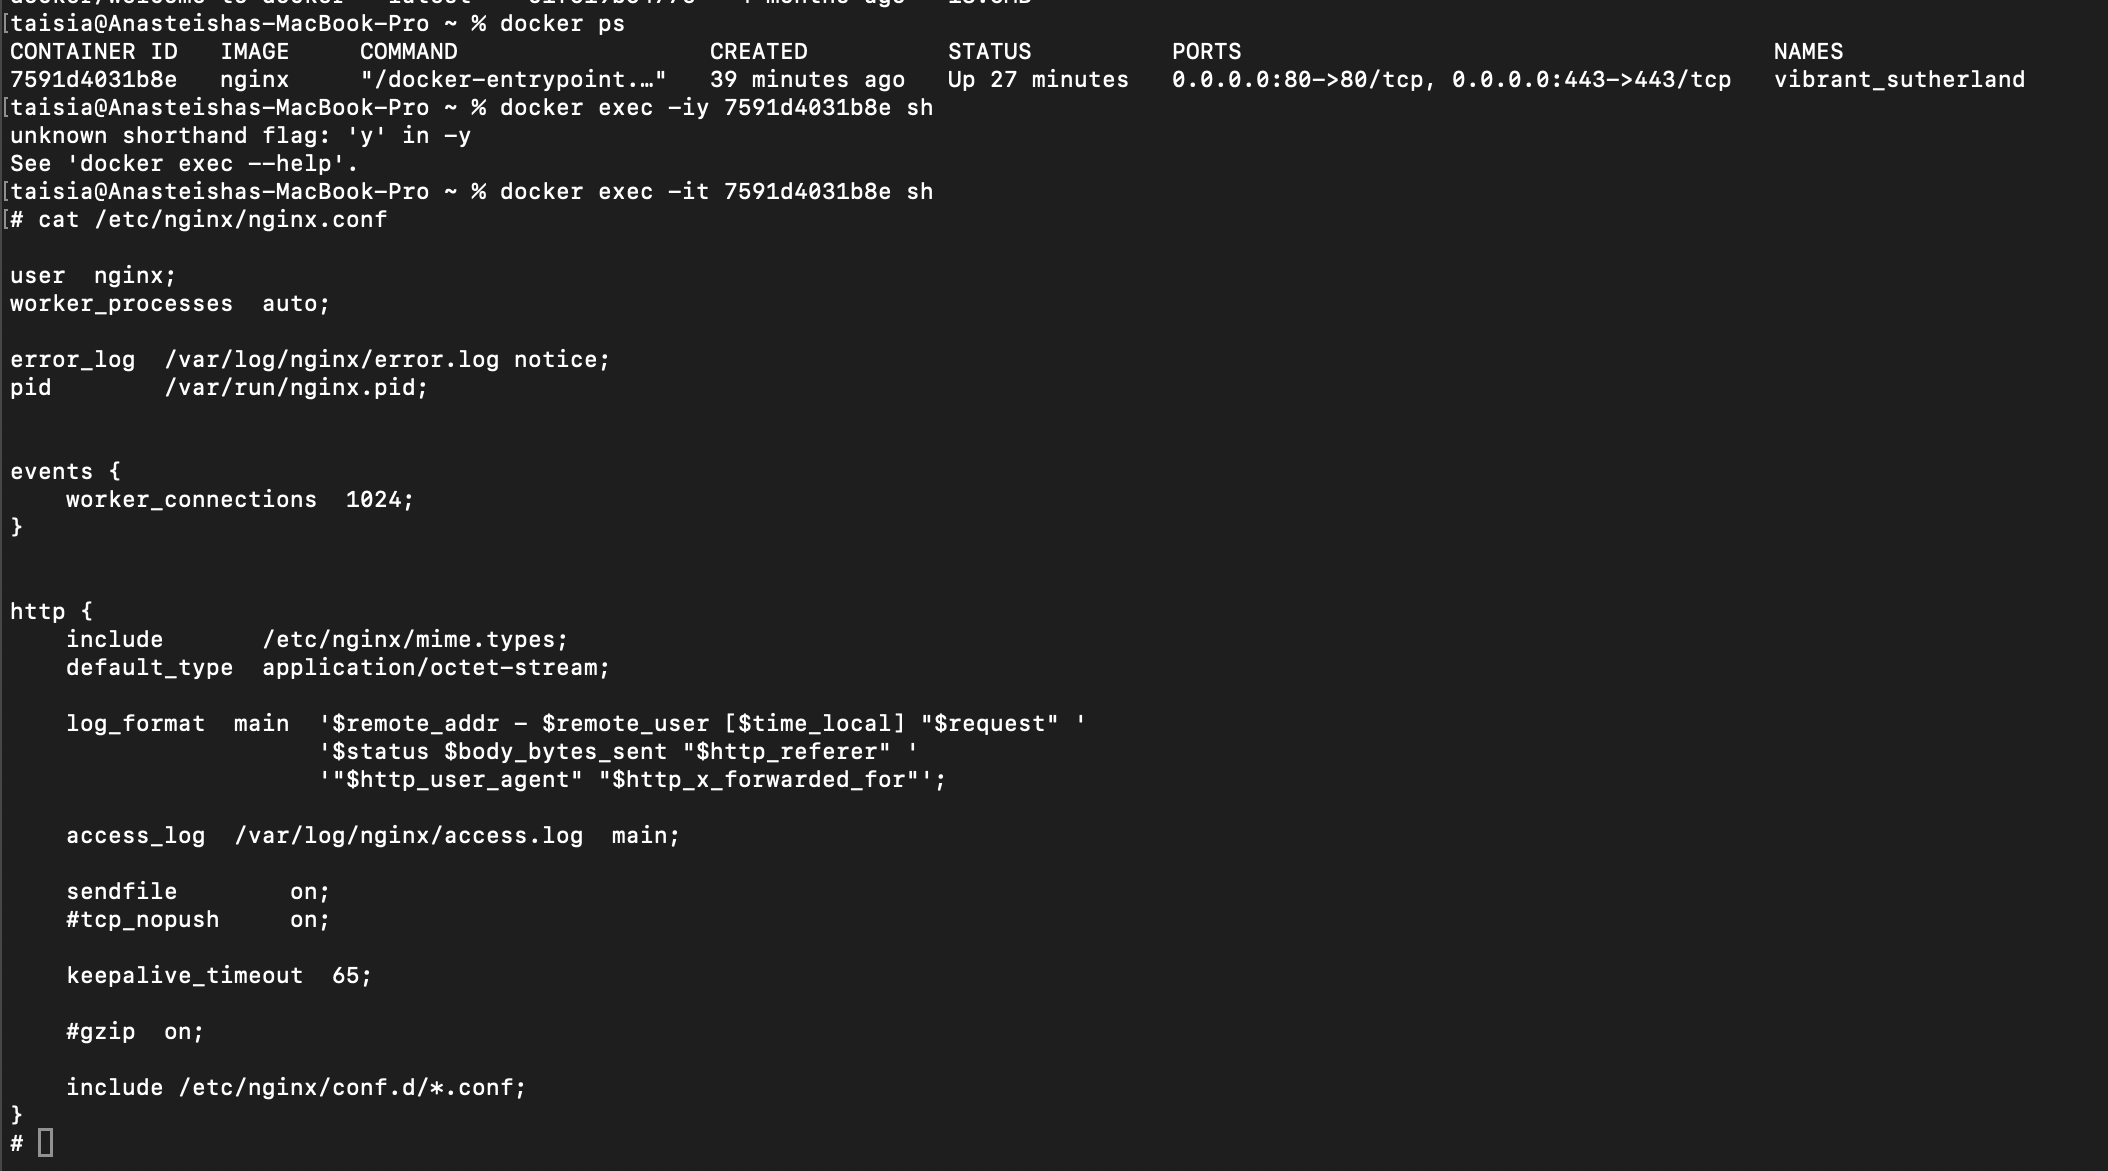 [taisia@Anasteishas-MacBook-Pro ~ % docker ps
CONTAINER ID   IMAGE     COMMAND                  CREATED          STATUS          PORTS                                      NAMES
7591d4031b8e   nginx     "/docker-entrypoint.…"   39 minutes ago   Up 27 minutes   0.0.0.0:80->80/tcp, 0.0.0.0:443->443/tcp   vibrant_sutherland
[taisia@Anasteishas-MacBook-Pro ~ % docker exec -iy 7591d4031b8e sh
unknown shorthand flag: 'y' in -y
See 'docker exec --help'.
[taisia@Anasteishas-MacBook-Pro ~ % docker exec -it 7591d4031b8e sh
[# cat /etc/nginx/nginx.conf
user  nginx;
worker_processes  auto;
error_log  /var/log/nginx/error.log notice;
pid        /var/run/nginx.pid;
events {
    worker_connections  1024;
}
http {
    include       /etc/nginx/mime.types;
    default_type  application/octet-stream;
    log_format  main  '$remote_addr - $remote_user [$time_local] "$request" '
                      '$status $body_bytes_sent "$http_referer" '
                      '"$http_user_agent" "$http_x_forwarded_for"';
    access_log  /var/log/nginx/access.log  main;
    sendfile        on;
    #tcp_nopush     on;
    keepalive_timeout  65;
    #gzip  on;
    include /etc/nginx/conf.d/*.conf;
}
#